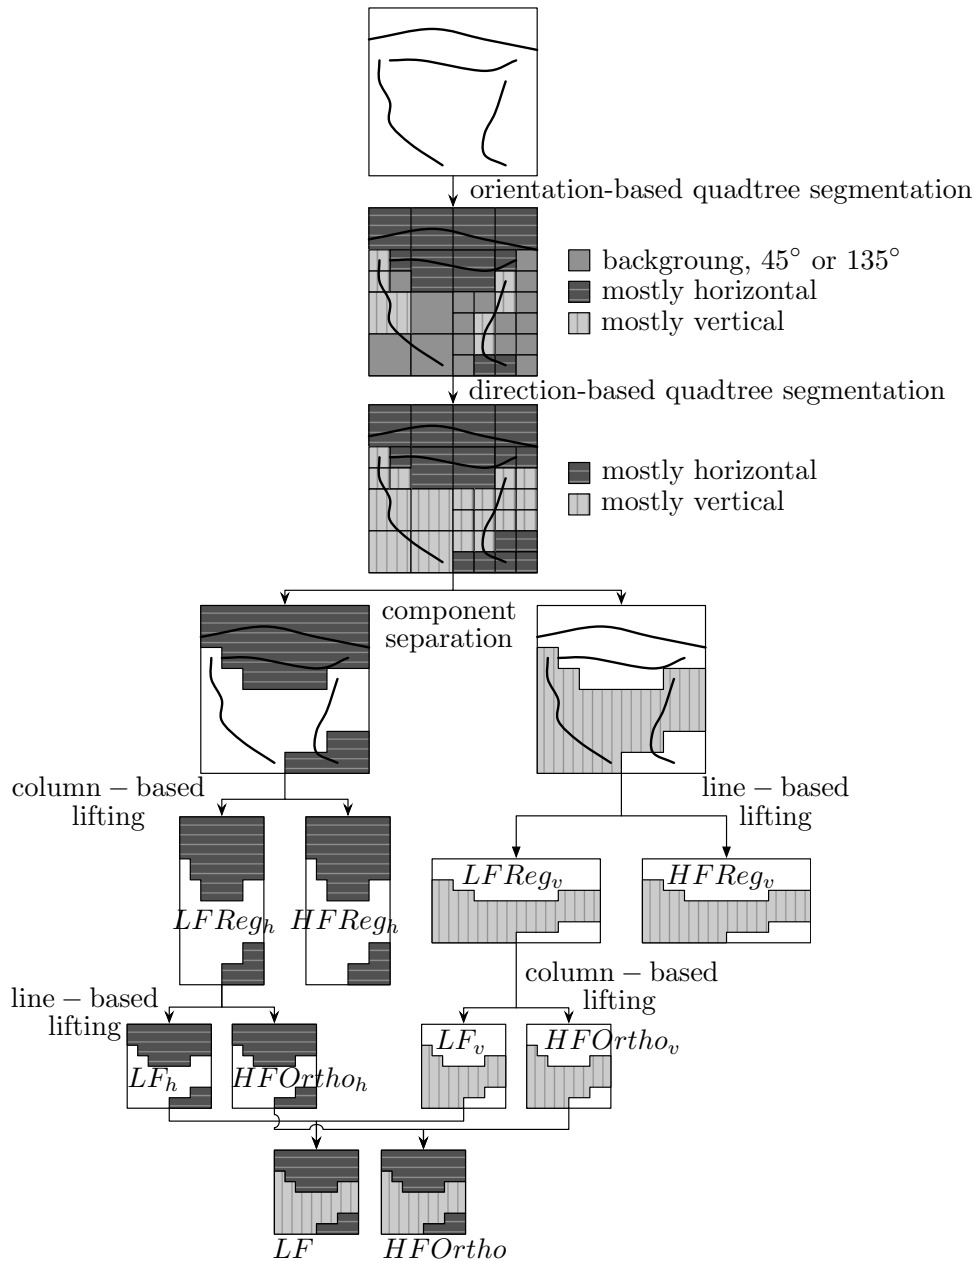 orientation-based quadtree segmentation
backgroung, 45° or 135°
mostly horizontal
mostly vertical
direction-based quadtree segmentation
mostly horizontal
mostly vertical
component
separation
column − based
lifting
line − based
lifting
LFReg_v
HFReg_v
LFReg_h
HFReg_h
column − based
lifting
line − based
lifting
LF_v
HFOrtho_v
LF_h
HFOrtho_h
LF
HFOrtho